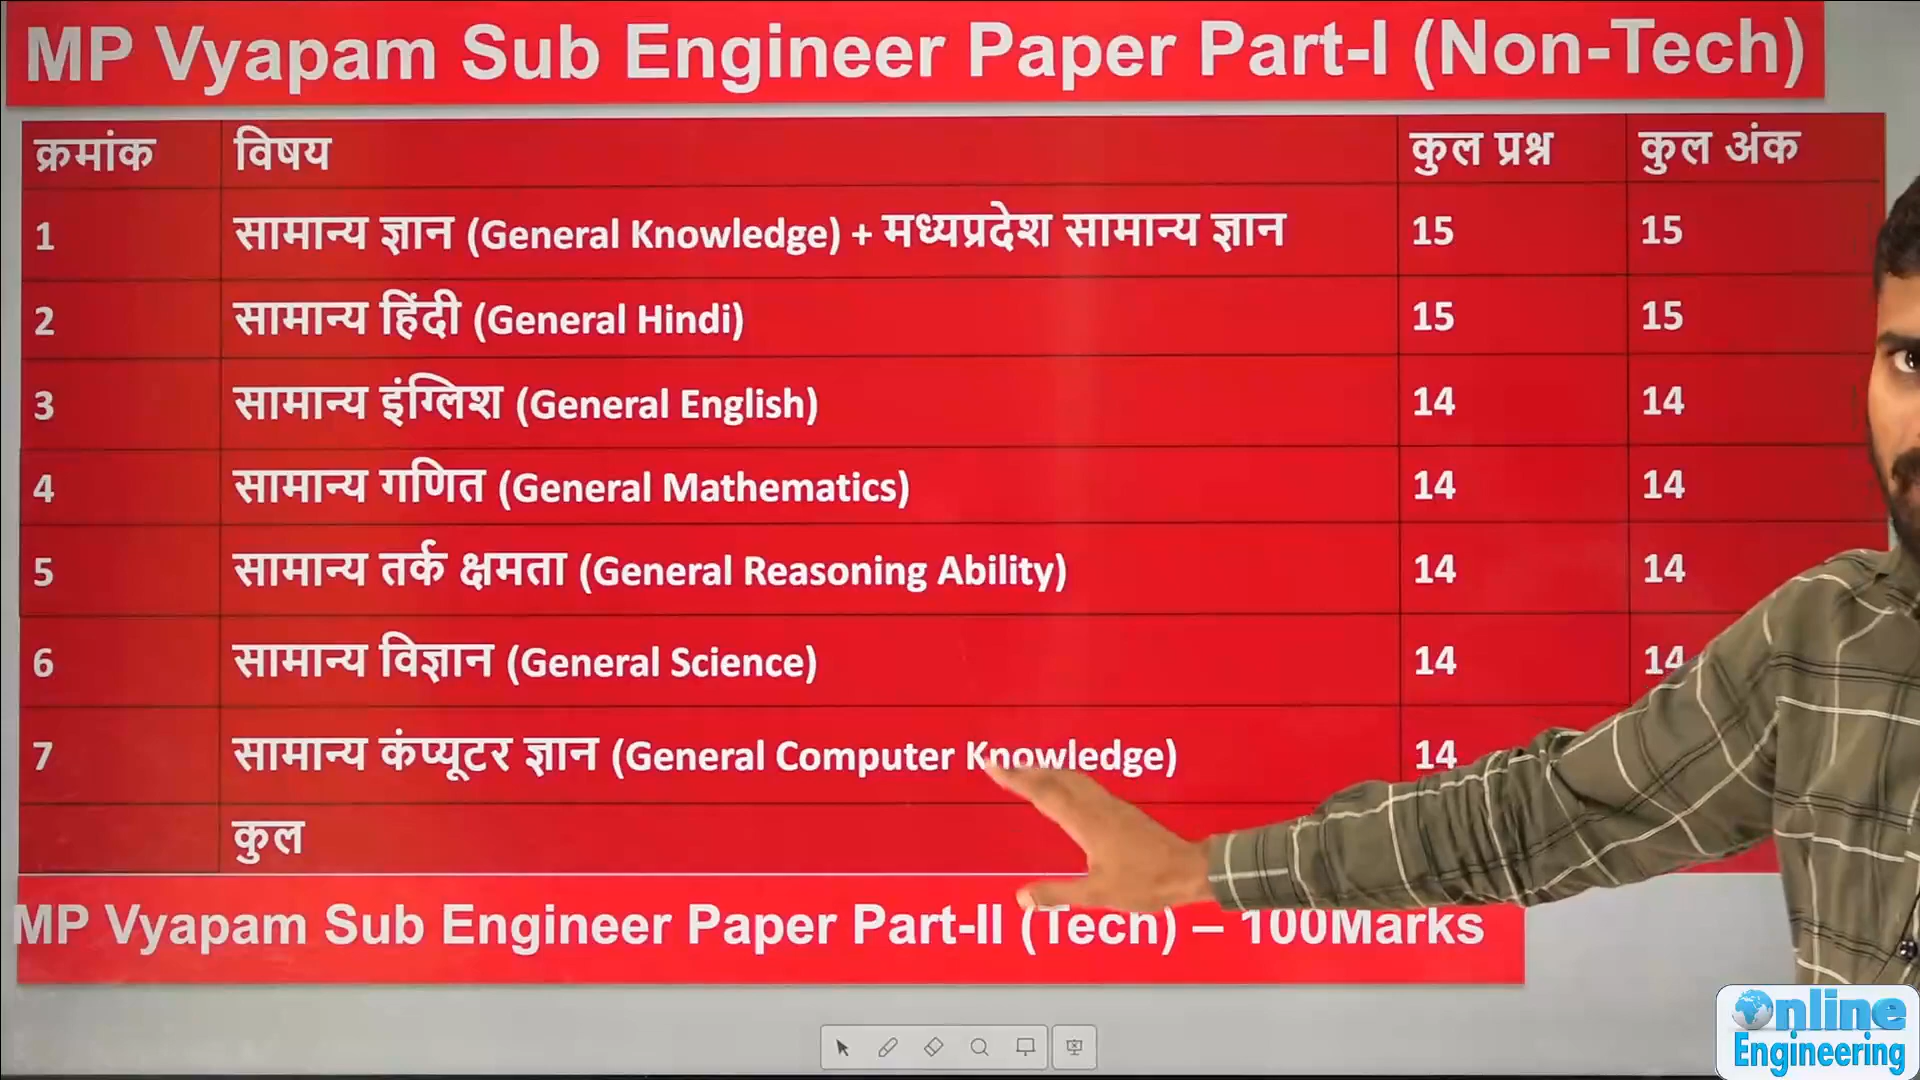 MP Vyapam Sub Engineer Paper Part-I (Non-Tech)
क्रमांक विषय कुल प्रश्न कुल अंक
1 सामान्य ज्ञान (General Knowledge) + मध्यप्रदेश सामान्य ज्ञान 15 15
2 सामान्य हिंदी (General Hindi) 15 15
3 सामान्य इंग्लिश (General English) 14 14
4 सामान्य गणित (General Mathematics) 14 14
5 सामान्य तर्क क्षमता (General Reasoning Ability) 14 14
6 सामान्य विज्ञान (General Science) 14 14
7 सामान्य कंप्यूटर ज्ञान (General Computer Knowledge) 14
कुल
MP Vyapam Sub Engineer Paper Part-II (Tech) – 100Marks
Online
Engineering